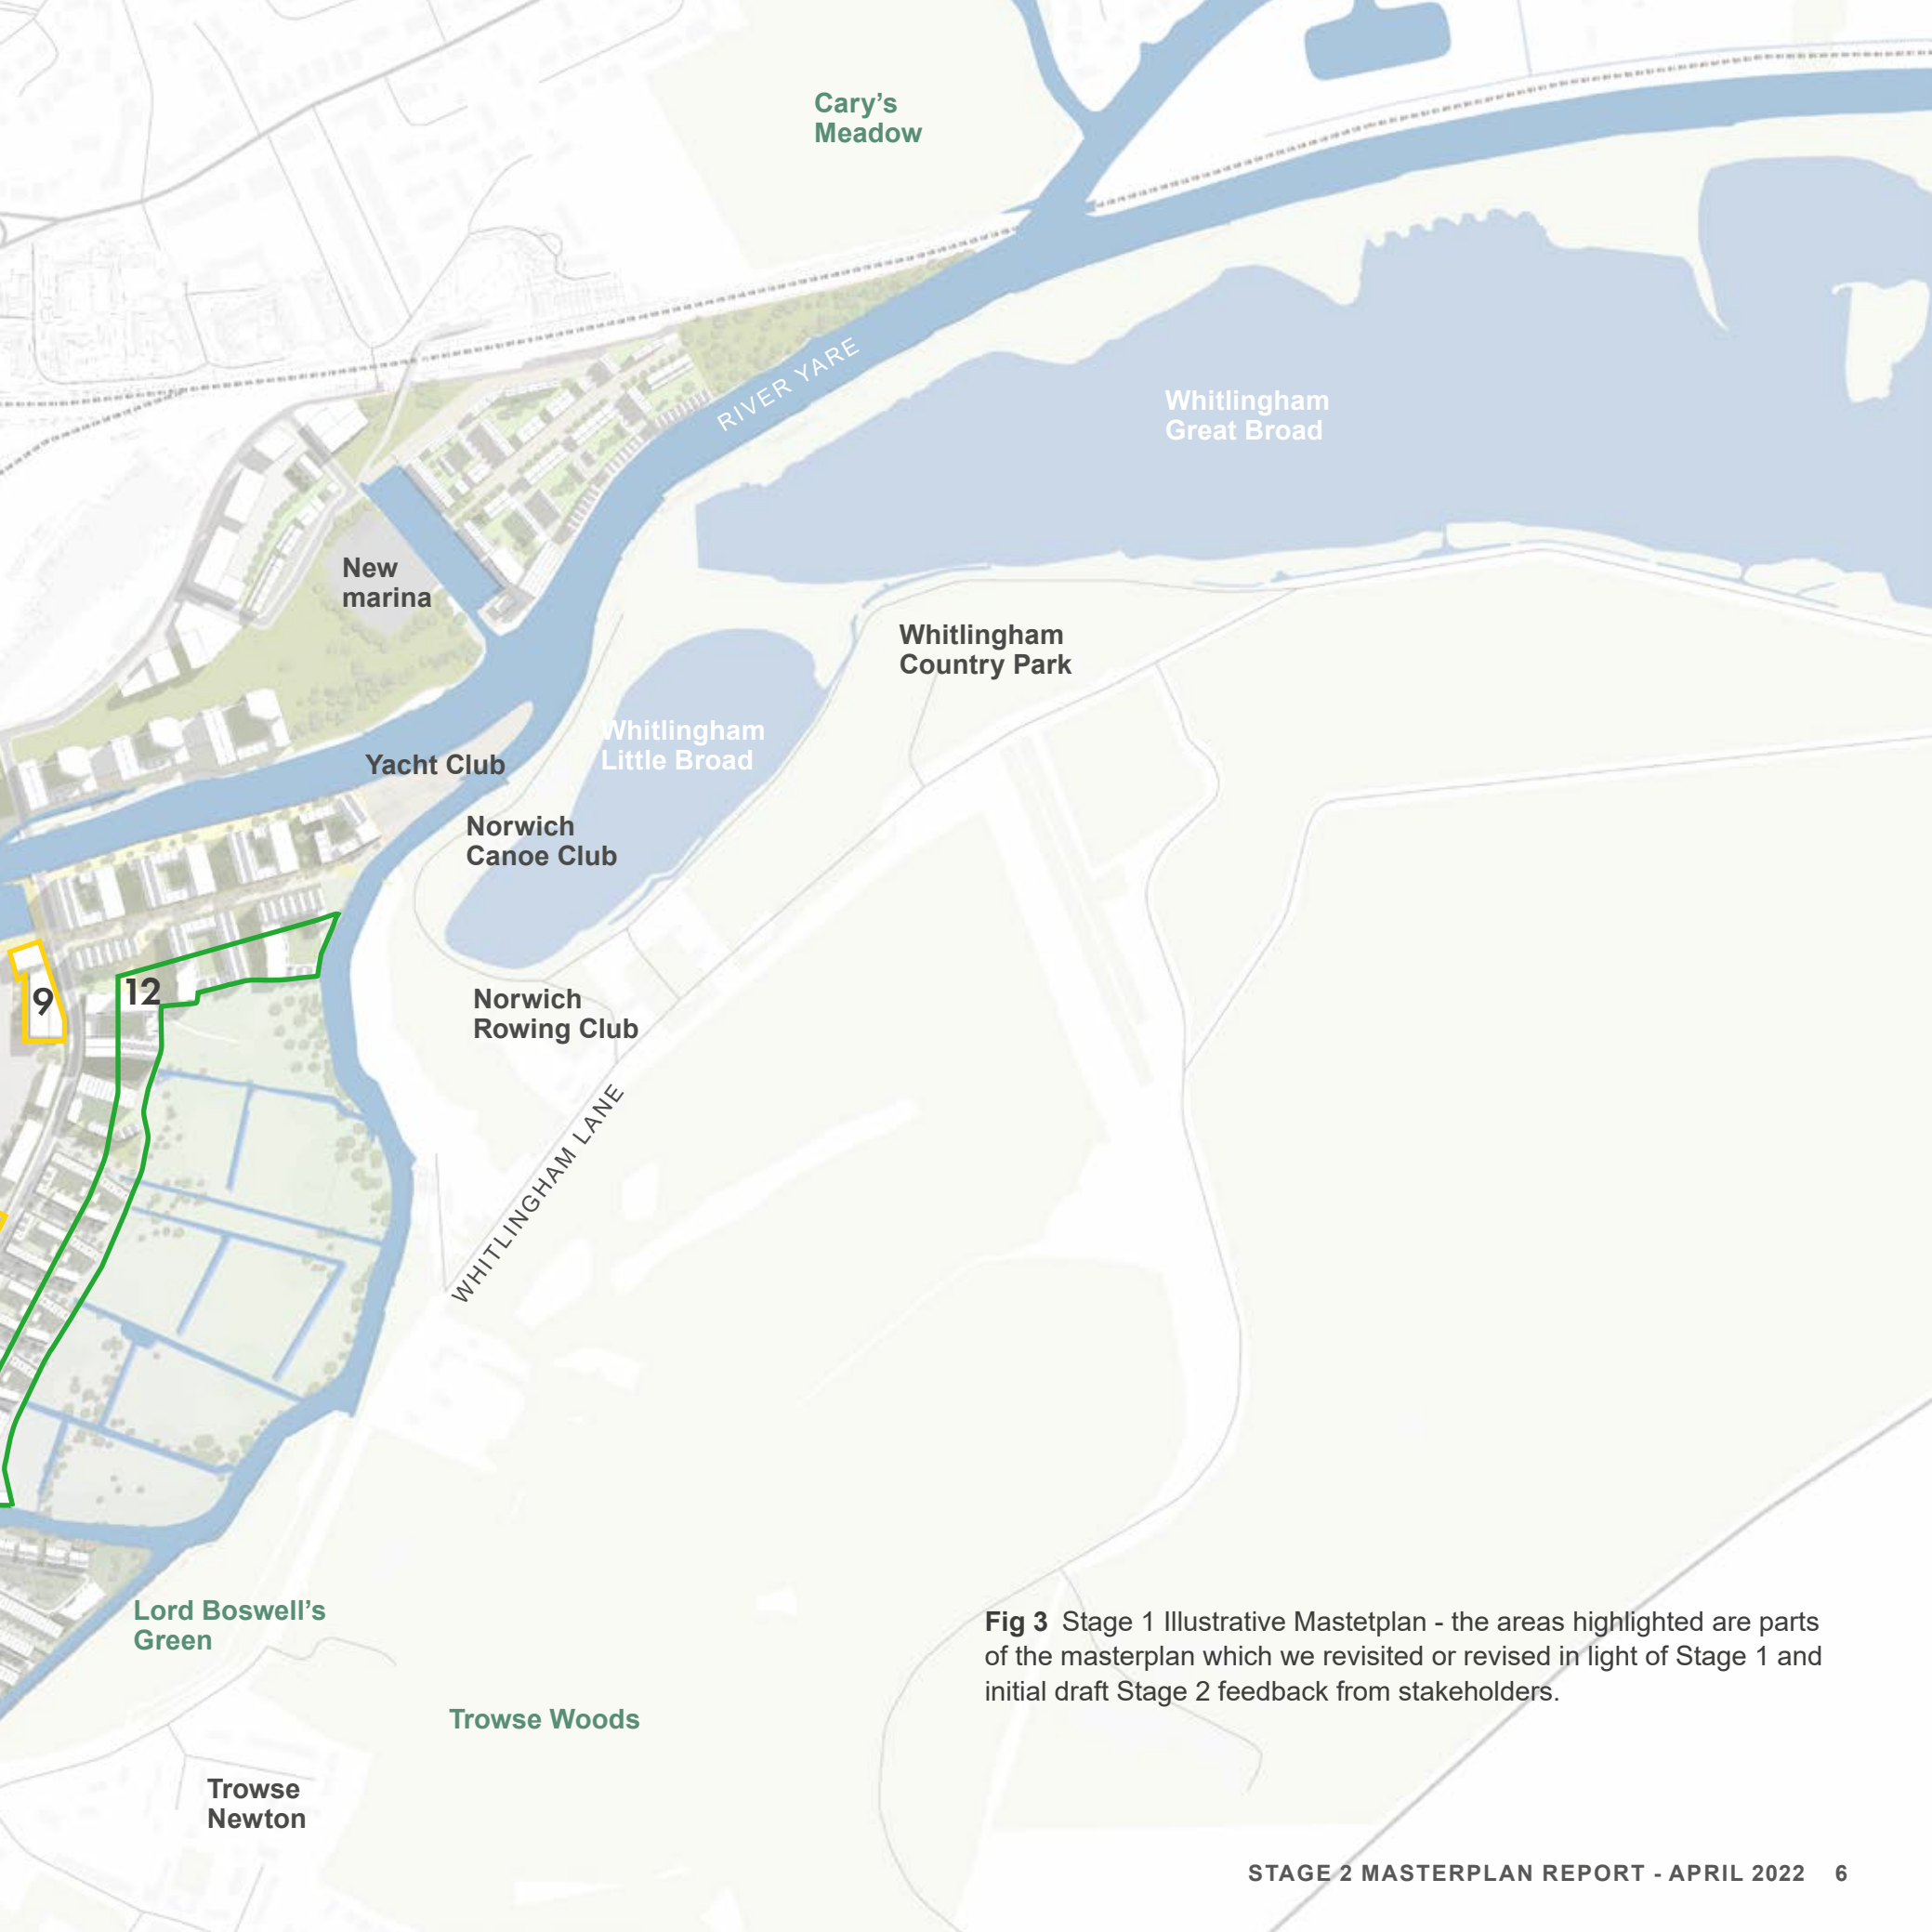 Cary’s
Meadow
RIVER YARE
Whitlingham
Great Broad
New
marina
Whitlingham
Country Park
Whitlingham
Little Broad
Yacht Club
Norwich
Canoe Club
9
12
Norwich
Rowing Club
WHITLINGHAM LANE
Lord Boswell’s
Green
Trowse Woods
Trowse
Newton
Fig 3 Stage 1 Illustrative Mastetplan - the areas highlighted are parts
of the masterplan which we revisited or revised in light of Stage 1 and
initial draft Stage 2 feedback from stakeholders.
STAGE 2 MASTERPLAN REPORT - APRIL 2022 6